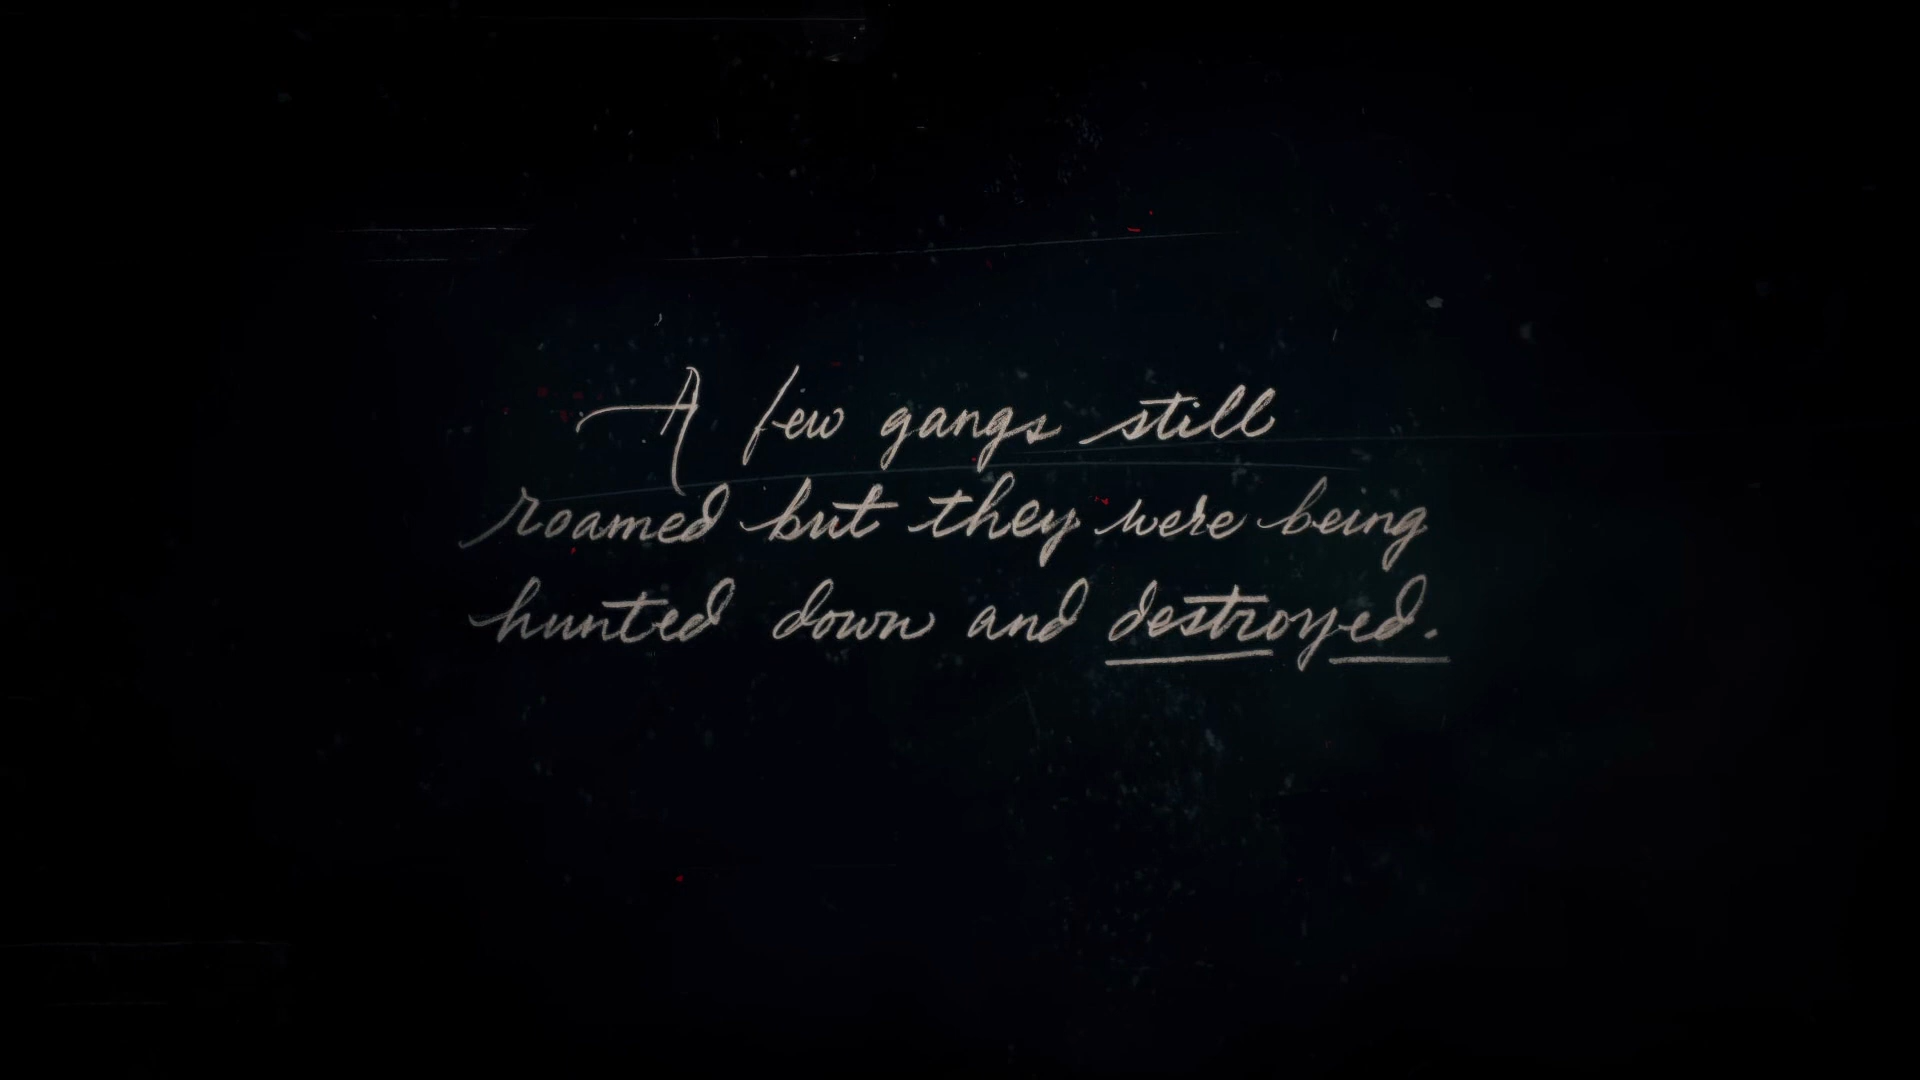 A few gangs still
roamed but they were being
hunted down and destroyed.